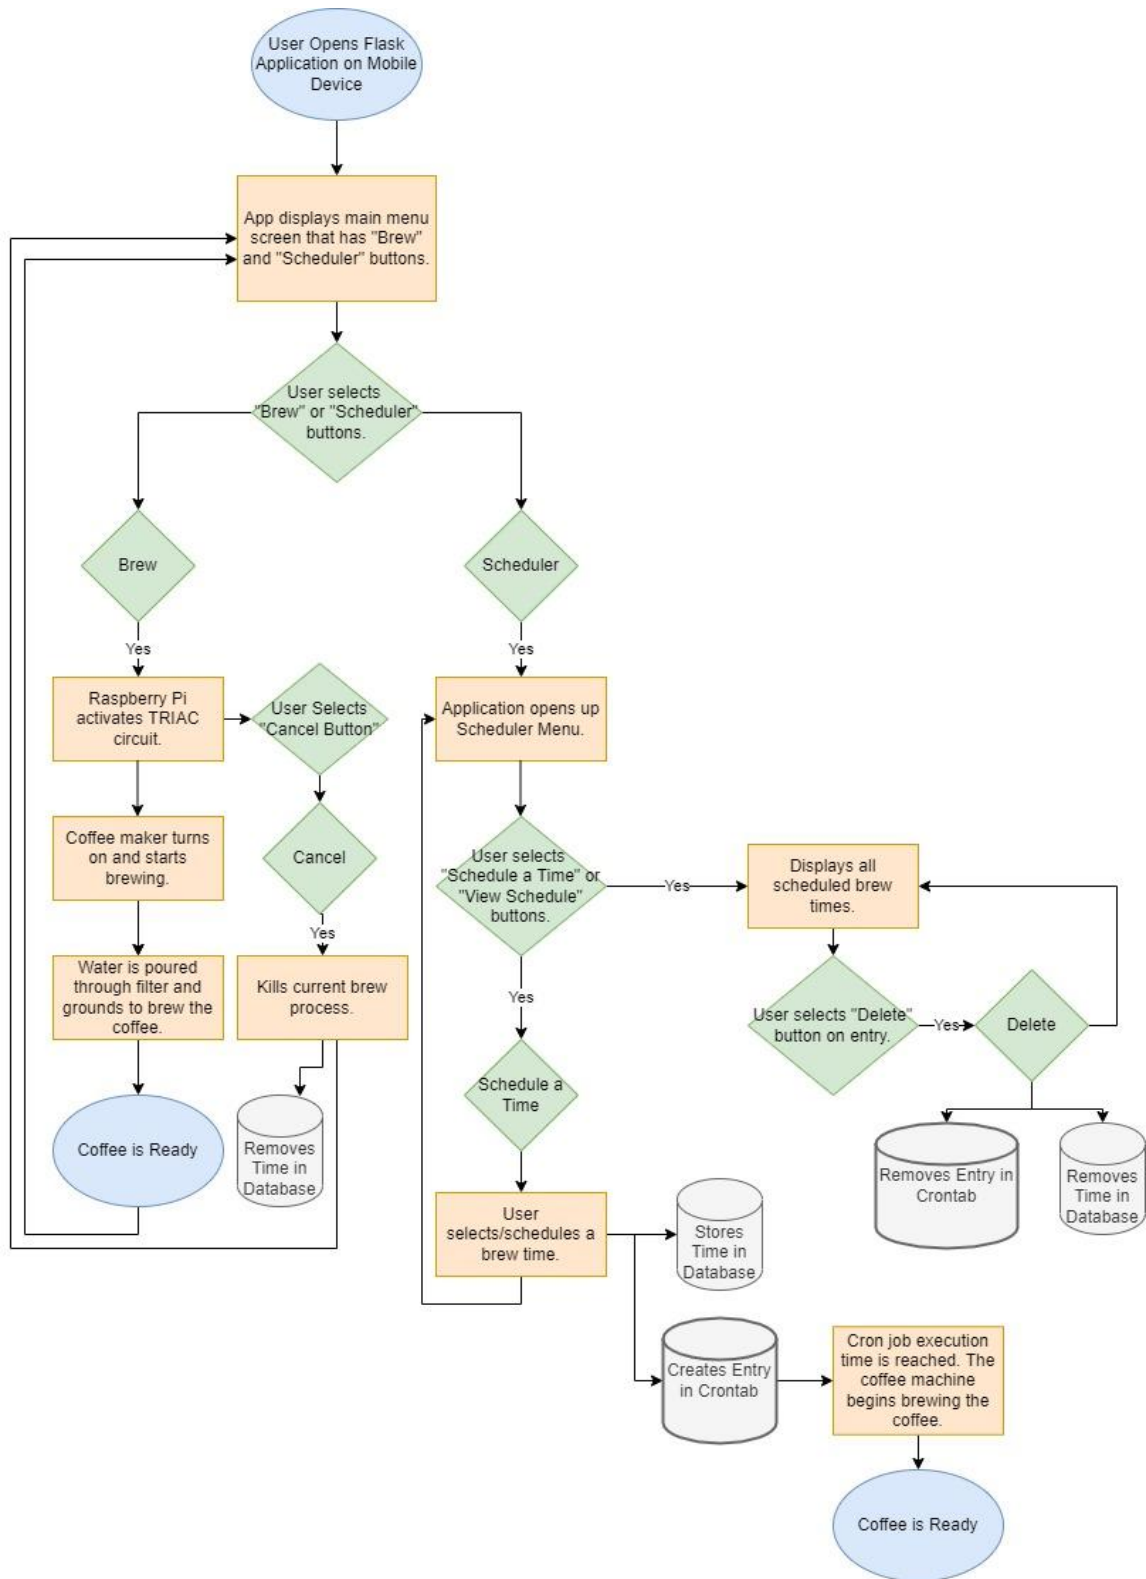 User Opens Flask
Application on Mobile
Device
App displays main menu
screen that has "Brew"
and "Scheduler" buttons.
User selects
"Brew" or "Scheduler"
buttons.
Brew
Scheduler
Yes
Yes
Raspberry Pi
activates TRIAC
circuit.
User Selects
"Cancel Button"
Application opens up
Scheduler Menu.
Coffee maker turns
on and starts
brewing.
Cancel
User selects
"Schedule a Time" or
"View Schedule"
buttons.
Yes
Displays all
scheduled brew
times.
Yes
Water is poured
through filter and
grounds to brew the
coffee.
Kills current brew
process.
Yes
User selects "Delete"
button on entry.
Yes
Delete
Schedule a
Time
Coffee is Ready
Removes
Time in
Database
Removes Entry in
Crontab
Removes
Time in
Database
User
selects/schedules a
brew time.
Stores
Time in
Database
Creates Entry
in Crontab
Cron job execution
time is reached. The
coffee machine
begins brewing the
coffee.
Coffee is Ready